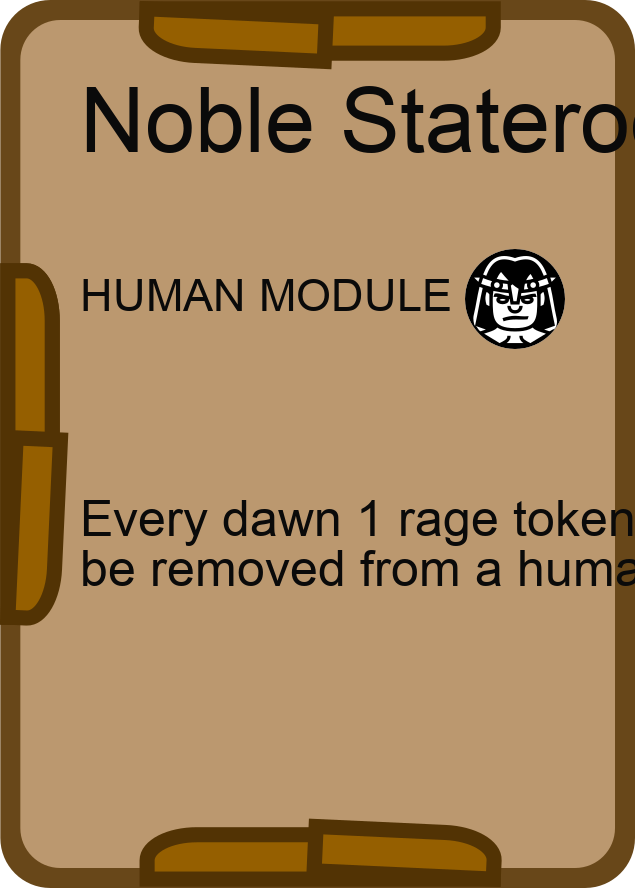 Noble Statero
HUMAN MODULE
Every dawn 1 rage token
be removed from a huma